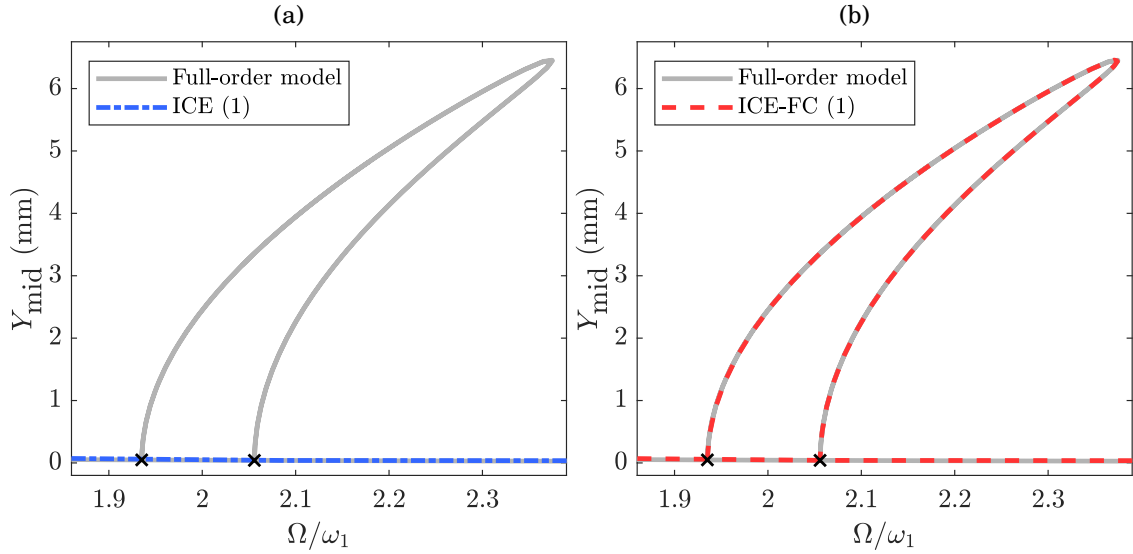 (a)
Full-order model
ICE (1)
Y_mid (mm)
6
5
4
3
2
1
0
1.9
2
2.1
2.2
2.3
Ω/ω₁
(b)
Full-order model
ICE-FC (1)
Y_mid (mm)
6
5
4
3
2
1
0
1.9
2
2.1
2.2
2.3
Ω/ω₁